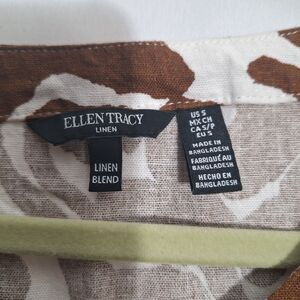 ELLEN TRACY
LINEN
LINEN
BLEND
US S
MX CH
CA S/P
EU S
MADE IN
BANGLADESH
FABRIQUÉ AU
BANGLADESH
HECHO EN
BANGLADESH